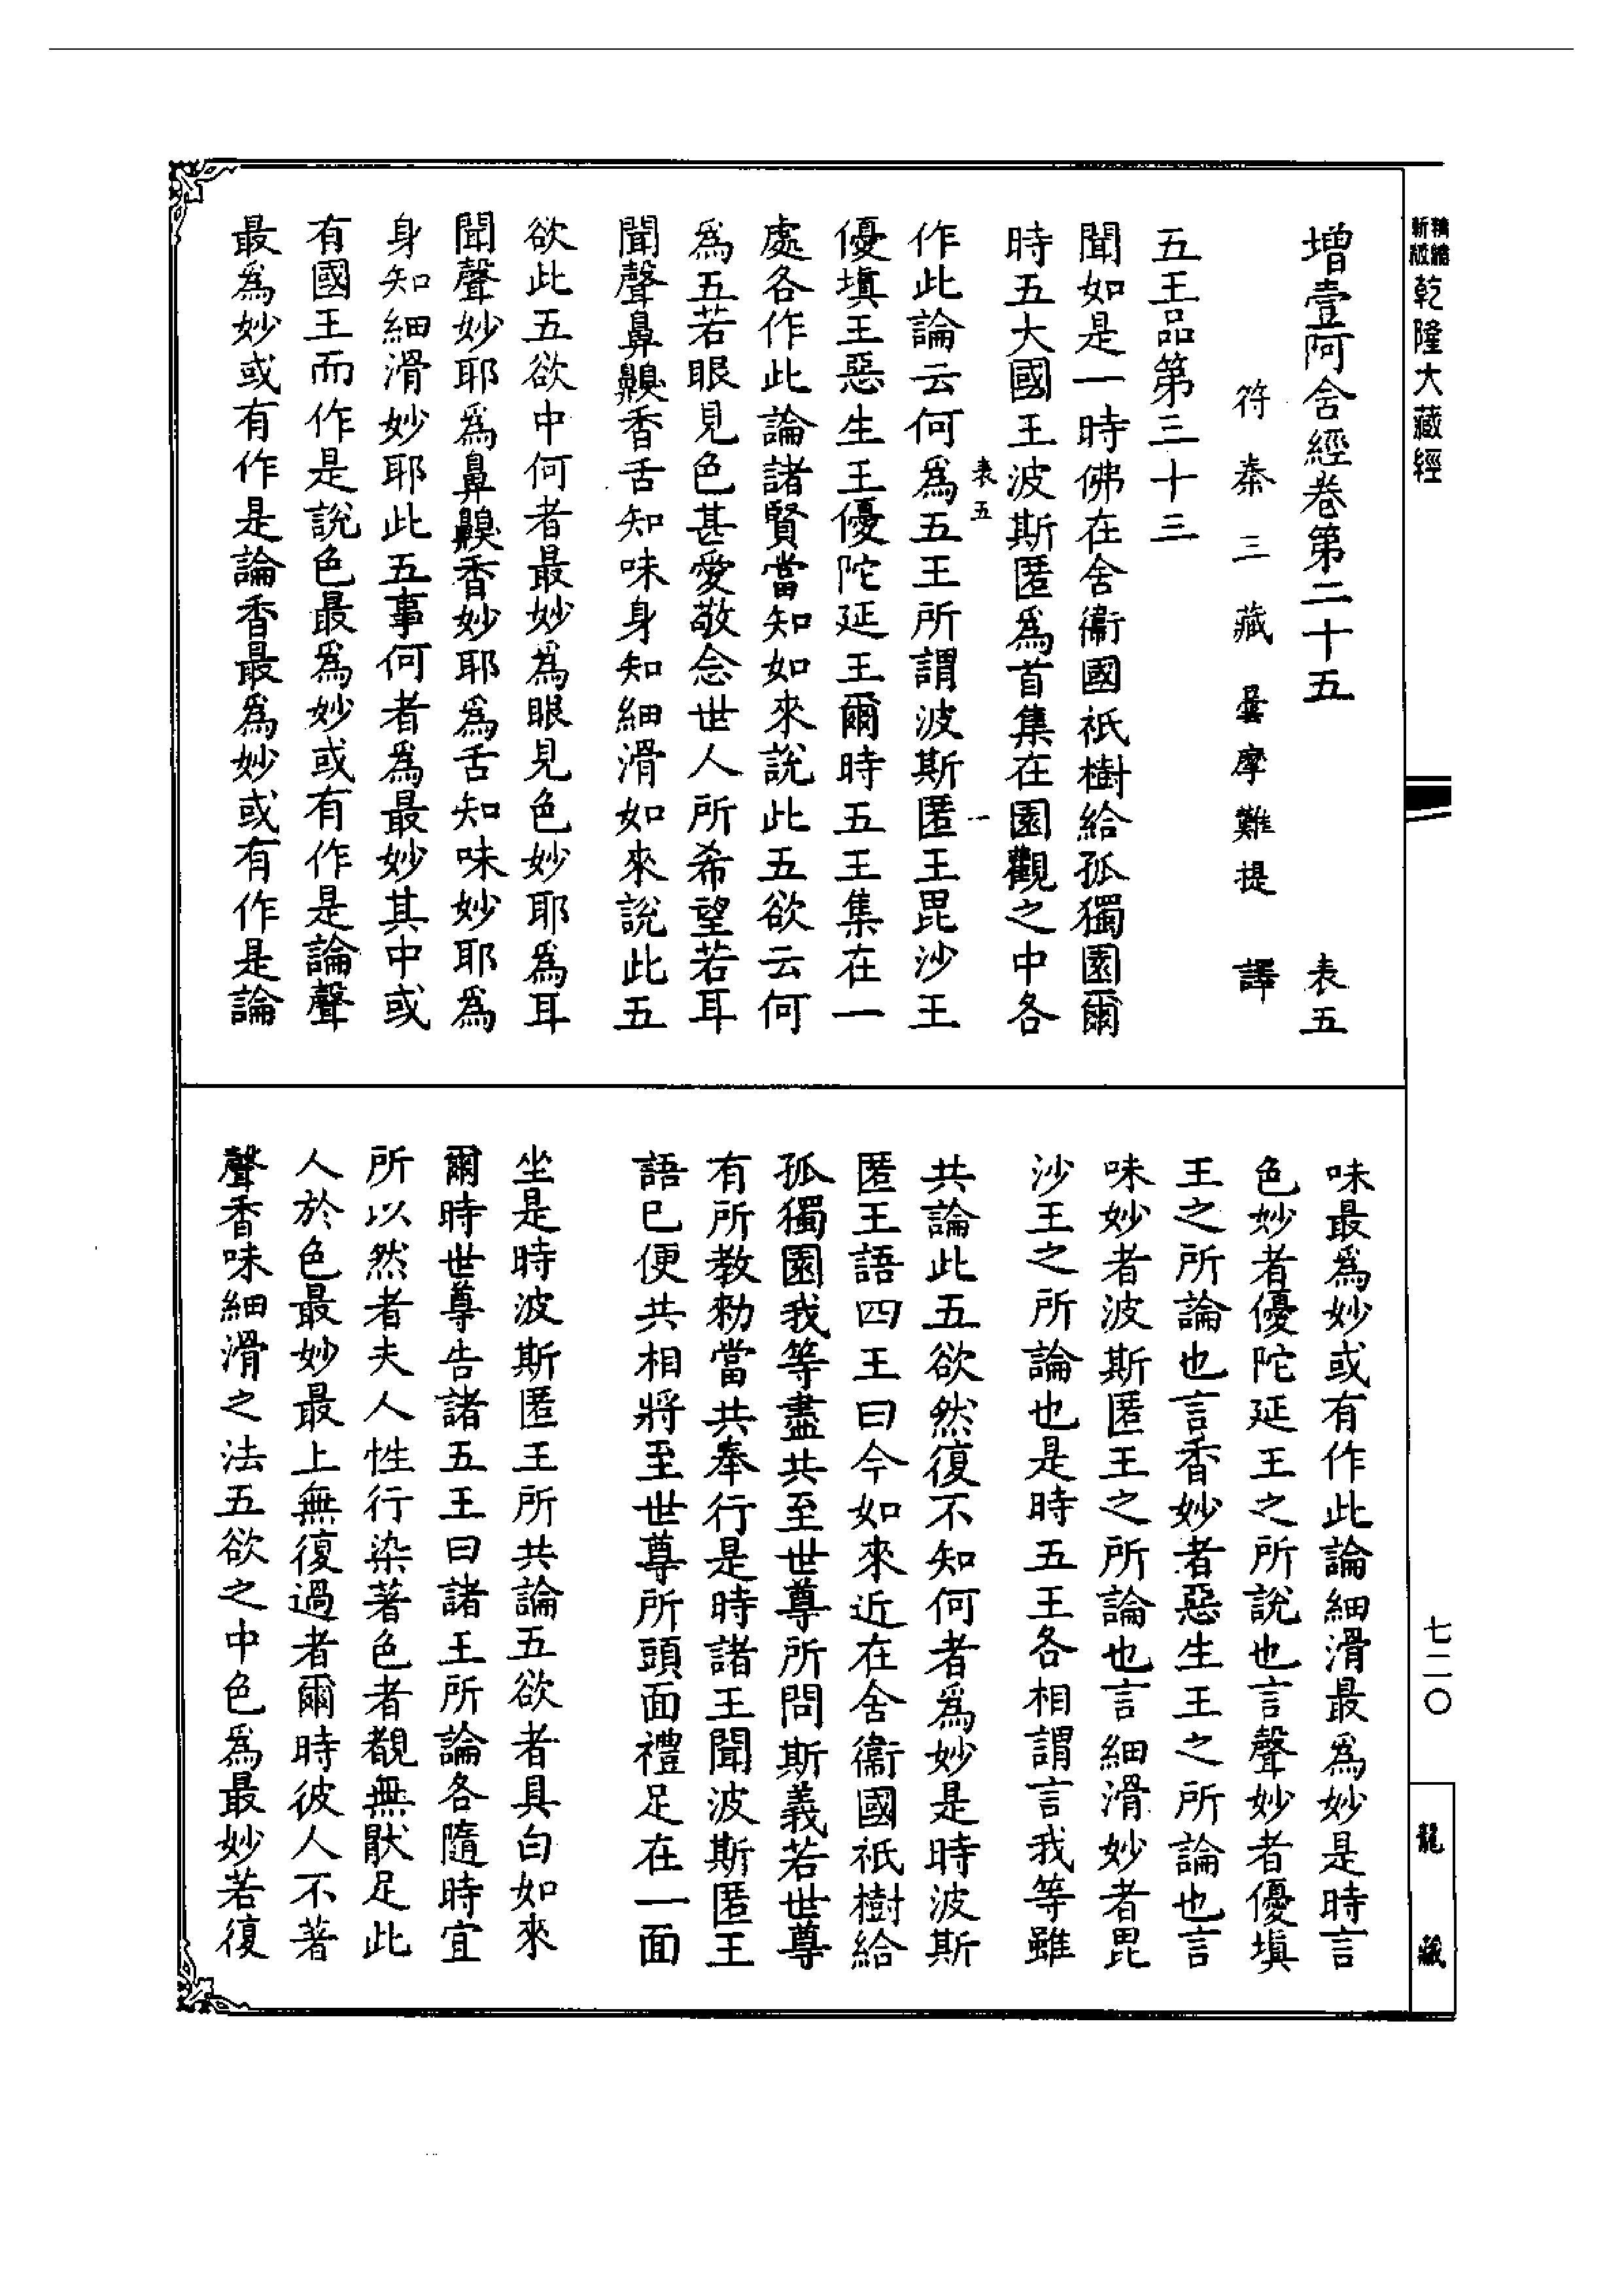 新編縮版
乾隆大藏經
增壹阿含經卷第二十五 表五
符秦三藏曇摩難提 譯
五王品第三十三
聞如是一時佛在舍衞國祇樹給孤獨園爾
時五大國王波斯匿爲首集在園觀之中各
表五 一
作此論云何爲五王所謂波斯匿王毘沙王
優塡王惡生王優陀延王爾時五王集在一
處各作此論諸賢當知如來說此五欲云何
爲五若眼見色甚愛敬念世人所希望若耳
聞聲鼻齅香舌知味身知細滑如來說此五
欲此五欲中何者最妙爲眼見色妙耶爲耳
聞聲妙耶爲鼻齅香妙耶爲舌知味妙耶爲
身知細滑妙耶此五事何者爲最妙其中或
有國王而作是說色最爲妙或有作是論聲
最爲妙或有作是論香最爲妙或有作是論
味最爲妙或有作此論細滑最爲妙是時言
色妙者優陀延王之所說也言聲妙者優塡
王之所論也言香妙者惡生王之所論也言
味妙者波斯匿王之所論也言細滑妙者毘
沙王之所論也是時五王各相謂言我等雖
共論此五欲然復不知何者爲妙是時波斯
匿王語四王曰今如來近在舍衞國祇樹給
孤獨園我等盡共至世尊所問斯義若世尊
有所教勑當共奉行是時諸王聞波斯匿王
語已便共相將至世尊所頭面禮足在一面
坐是時波斯匿王所共論五欲者具白如來
爾時世尊告諸五王曰諸王所論各隨時宜
所以然者夫人性行染著色者覩無猒足此
人於色最妙最上無復過者爾時彼人不著
聲香味細滑之法五欲之中色爲最妙若復
七二〇
龍藏